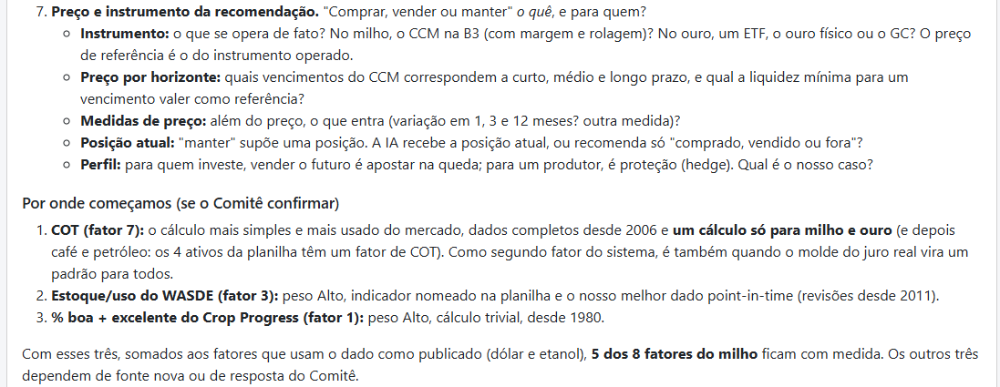 7. Preço e instrumento da recomendação. "Comprar, vender ou manter" o quê, e para quem?
Instrumento: o que se opera de fato? No milho, o CCM na B3 (com margem e rolagem)? No ouro, um ETF, o ouro físico ou o GC? O preço
de referência é o do instrumento operado.
Preço por horizonte: quais vencimentos do CCM correspondem a curto, médio e longo prazo, e qual a liquidez mínima para um
vencimento valer como referência?
Medidas de preço: além do preço, o que entra (variação em 1, 3 e 12 meses? outra medida)?
Posição atual: "manter" supõe uma posição. A IA recebe a posição atual, ou recomenda só "comprado, vendido ou fora"?
Perfil: para quem investe, vender o futuro é apostar na queda; para um produtor, é proteção (hedge). Qual é o nosso caso?
Por onde começamos (se o Comitê confirmar)
1. COT (fator 7): o cálculo mais simples e mais usado do mercado, dados completos desde 2006 e um cálculo só para milho e ouro (e depois
café e petróleo: os 4 ativos da planilha têm um fator de COT). Como segundo fator do sistema, é também quando o molde do juro real vira um
padrão para todos.
2. Estoque/uso do WASDE (fator 3): peso Alto, indicador nomeado na planilha e o nosso melhor dado point-in-time (revisões desde 2011).
3. % boa + excelente do Crop Progress (fator 1): peso Alto, cálculo trivial, desde 1980.
Com esses três, somados aos fatores que usam o dado como publicado (dólar e etanol), 5 dos 8 fatores do milho ficam com medida. Os outros três
dependem de fonte nova ou de resposta do Comitê.